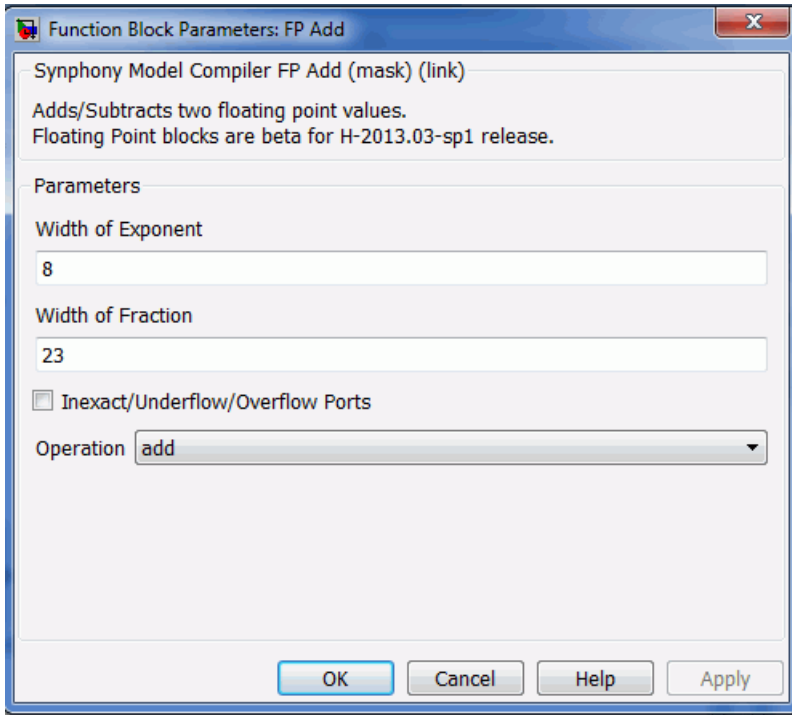 Function Block Parameters: FP Add
Synphony Model Compiler FP Add (mask) (link)
Adds/Subtracts two floating point values.
Floating Point blocks are beta for H-2013.03-sp1 release.
Parameters
Width of Exponent
8
Width of Fraction
23
Inexact/Underflow/Overflow Ports
Operation add
OK Cancel Help Apply